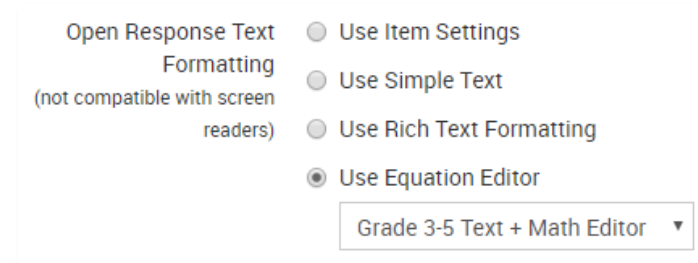 Open Response Text
Formatting
(not compatible with screen
readers)
Use Item Settings
Use Simple Text
Use Rich Text Formatting
Use Equation Editor
Grade 3-5 Text + Math Editor